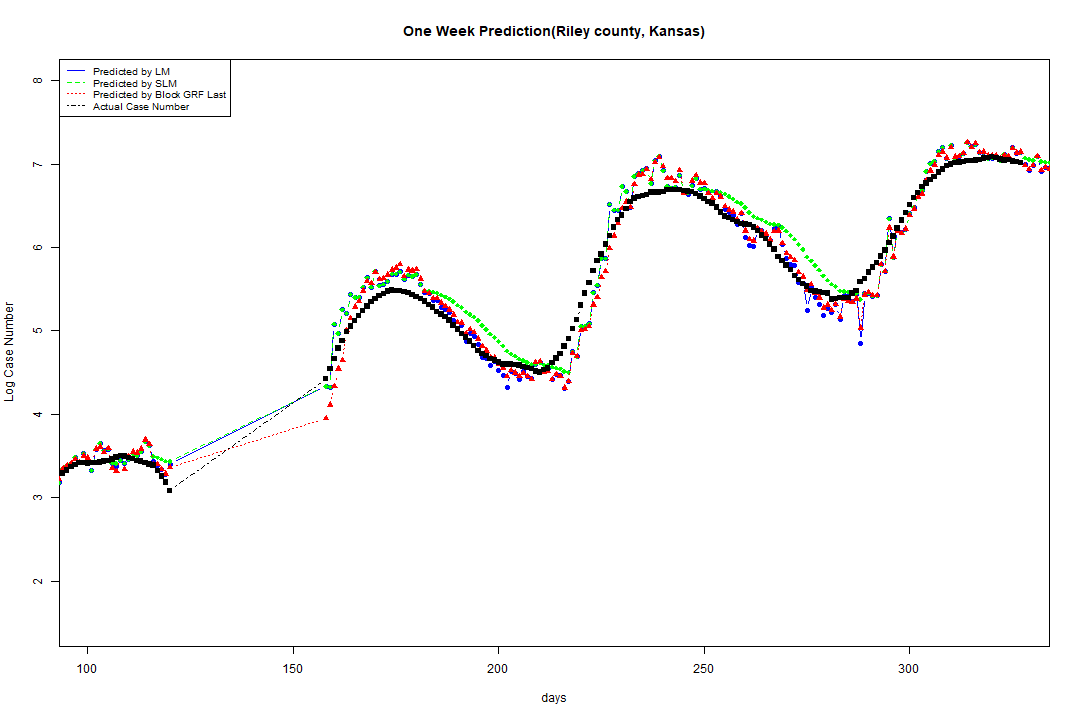 One Week Prediction(Riley county, Kansas)
Predicted by LM
Predicted by SLM
Predicted by Block GRF Last
Actual Case Number
8
7
6
5
4
3
2
Log Case Number
100 150 200 250 300
days